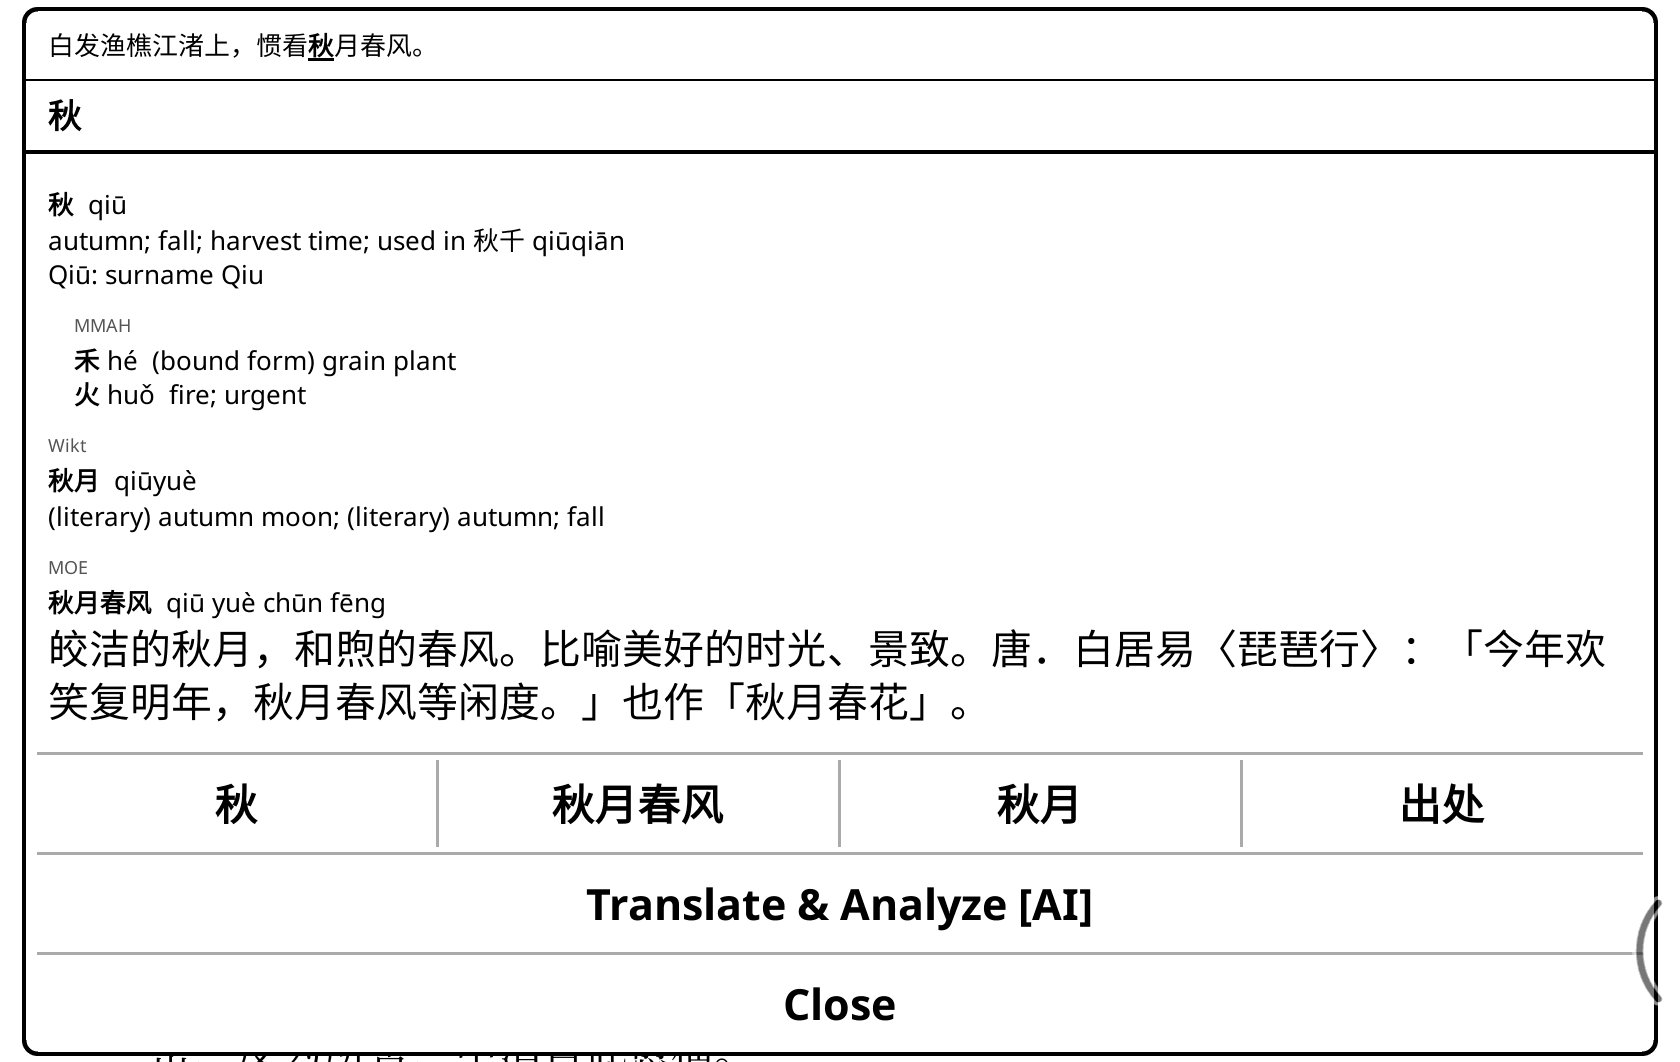 白发渔樵江渚上，惯看秋月春风。
秋
秋 qiū
autumn; fall; harvest time; used in 秋千 qiūqiān
Qiū: surname Qiu
MMAH
禾 hé (bound form) grain plant
火 huǒ fire; urgent
Wikt
秋月 qiūyuè
(literary) autumn moon; (literary) autumn; fall
MOE
秋月春风 qiū yuè chūn fēng
皎洁的秋月，和煦的春风。比喻美好的时光、景致。唐．白居易〈琵琶行〉：「今年欢
笑复明年，秋月春风等闲度。」也作「秋月春花」。
秋 秋月春风 秋月 出处
Translate & Analyze [AI]
Close